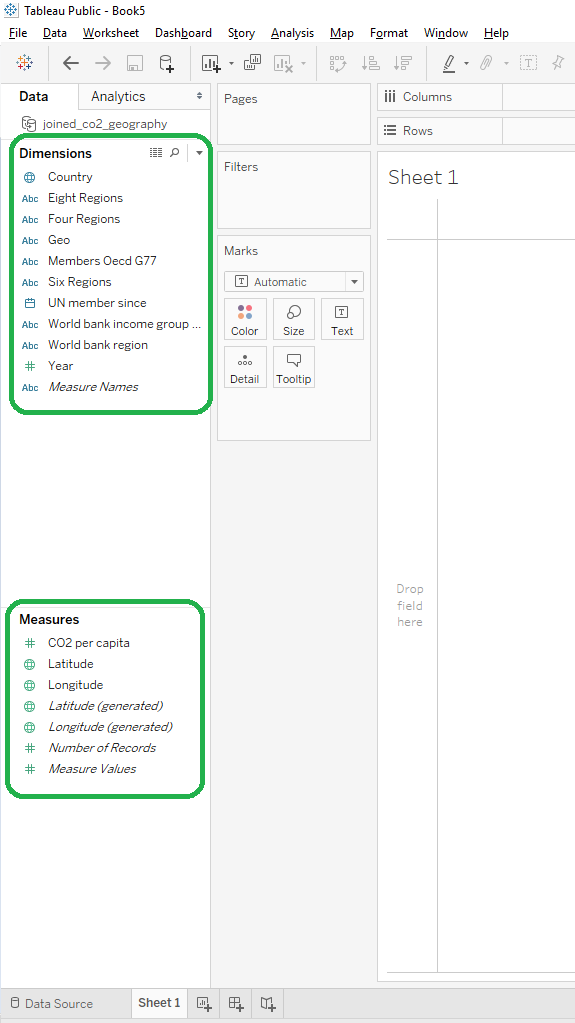 Tableau Public - Book5
File Data Worksheet Dashboard Story Analysis Map Format Window Help
Data Analytics
joined_co2_geography
Dimensions
Country
Abc Eight Regions
Abc Four Regions
Abc Geo
Abc Members Oecd G77
Abc Six Regions
UN member since
Abc World bank income group ...
Abc World bank region
# Year
Abc Measure Names
Measures
# CO2 per capita
Latitude
Longitude
Latitude (generated)
Longitude (generated)
# Number of Records
# Measure Values
Pages
Filters
Marks
T Automatic
Color Size Text
Detail Tooltip
Columns
Rows
Sheet 1
Drop
field
here
Data Source Sheet 1